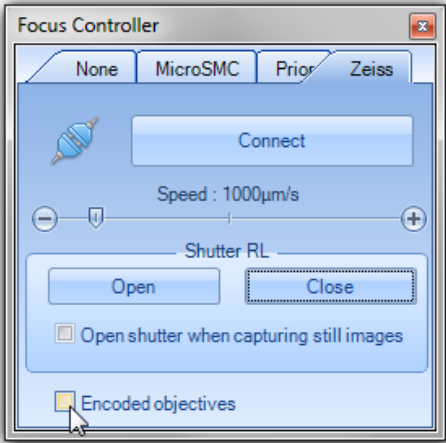 Focus Controller
None MicroSMC Prior Zeiss
Connect
Speed : 1000µm/s
Shutter RL
Open Close
Open shutter when capturing still images
Encoded objectives